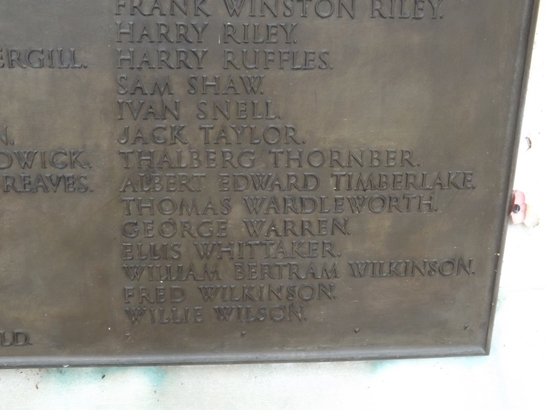 FRANK WINSTON RILEY.
HARRY RILEY.
ERGILL. HARRY RUFFLES.
SAM SHAW.
IVAN SNELL.
N. JACK TAYLOR.
DWICK. THALBERG THORNBER.
REAVES. ALBERT EDWARD TIMBERLAKE.
THOMAS WARDLEWORTH.
GEORGE WARREN.
ELLIS WHITTAKER.
WILLIAM BERTRAM WILKINSON.
FRED WILKINSON.
WILLIE WILSON.
LD.